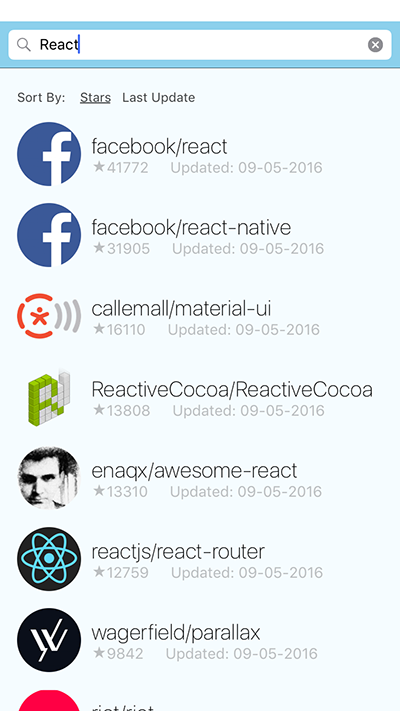 React
Sort By: Stars Last Update
facebook/react
★41772 Updated: 09-05-2016
facebook/react-native
★31905 Updated: 09-05-2016
callemall/material-ui
★16110 Updated: 09-05-2016
ReactiveCocoa/ReactiveCocoa
★13808 Updated: 09-05-2016
enaqx/awesome-react
★13310 Updated: 09-05-2016
reactjs/react-router
★12759 Updated: 09-05-2016
wagerfield/parallax
★9842 Updated: 09-05-2016